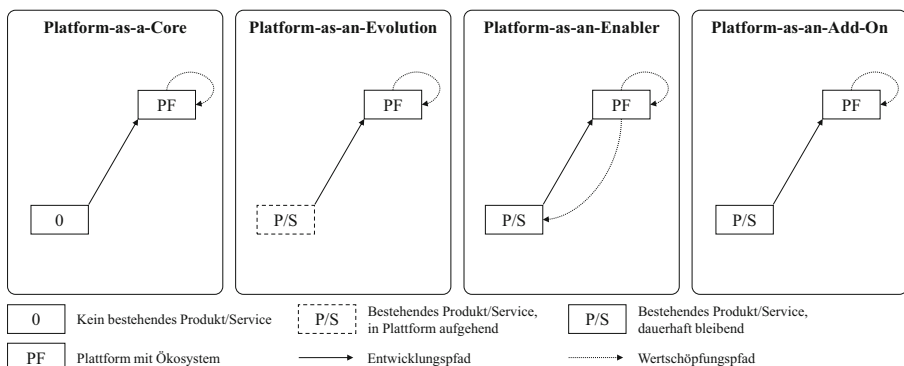 Platform-as-a-Core
PF
0
Platform-as-an-Evolution
PF
P/S
Platform-as-an-Enabler
PF
P/S
Platform-as-an-Add-On
PF
P/S
0 Kein bestehendes Produkt/Service
P/S Bestehendes Produkt/Service,
in Plattform aufgehend
P/S Bestehendes Produkt/Service,
dauerhaft bleibend
PF Plattform mit Ökosystem
Entwicklungspfad
Wertschöpfungspfad